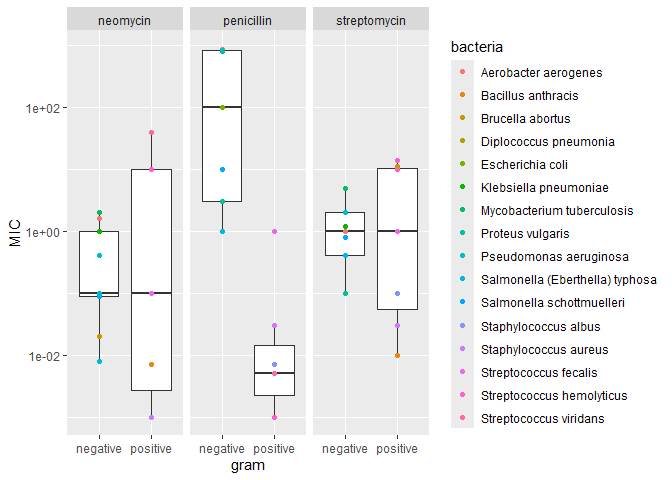 neomycin penicillin streptomycin
MIC
1e+02
1e+00
1e-02
negative positive negative positive negative positive
gram
bacteria
Aerobacter aerogenes
Bacillus anthracis
Brucella abortus
Diplococcus pneumonia
Escherichia coli
Klebsiella pneumoniae
Mycobacterium tuberculosis
Proteus vulgaris
Pseudomonas aeruginosa
Salmonella (Eberthella) typhosa
Salmonella schottmuelleri
Staphylococcus albus
Staphylococcus aureus
Streptococcus fecalis
Streptococcus hemolyticus
Streptococcus viridans